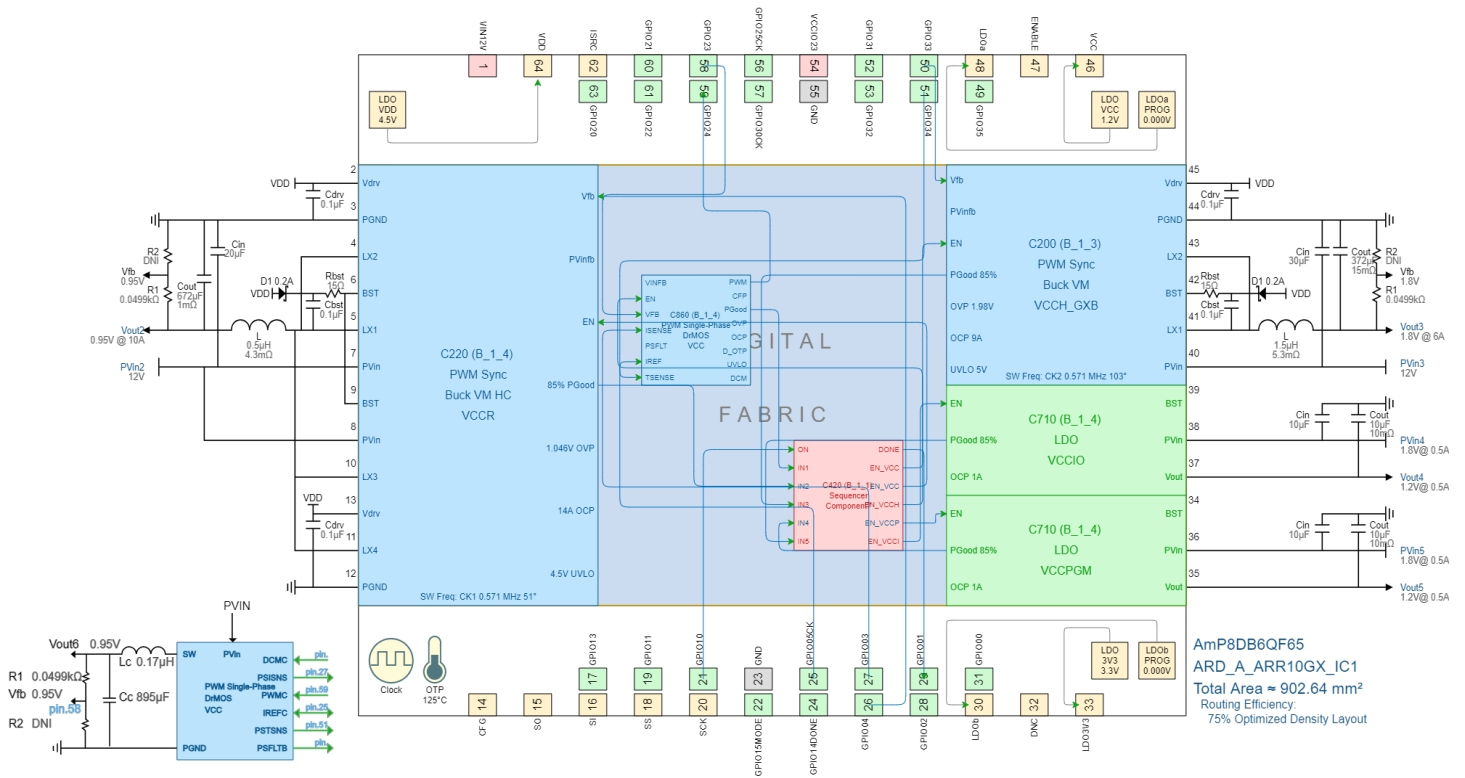 VIN12V
VDD
ISRC
GPIO21
GPIO23
GPIO25CK
VCCIO23
GPIO31
GPIO33
LDOa
ENABLE
VCC
1
64
62
60
58
56
54
52
50
48
47
46
63
61
59
57
55
53
51
49
GPIO20
GPIO22
GPIO24
GPIO30CK
GND
GPIO32
GPIO34
GPIO35
LDO
VDD
4.5V
LDO
VCC
1.2V
LDOa
PROG
0.000V
2
3
4
6
5
7
9
8
10
13
11
12
Vdrv
PGND
LX2
BST
LX1
PVin
BST
PVin
LX3
Vdrv
LX4
PGND
Vfb
PVinfb
EN
85% PGood
1.046V OVP
14A OCP
4.5V UVLO
C220 (B_1_4)
PWM Sync
Buck VM HC
VCCR
SW Freq: CK1 0.571 MHz 51°
VDD
Cdrv
0.1µF
R2
DNI
Vfb
0.95V
R1
0.0499kΩ
Cin
20µF
Cout
672µF
1mΩ
D1 0.2A
VDD
Rbst
15Ω
Cbst
0.1µF
Vout2
0.95V @ 10A
L
0.5µH
4.3mΩ
PVin2
12V
VDD
Cdrv
0.1µF
DIGITAL
FABRIC
VINFB
EN
VFB
ISENSE
PSFLT
IREF
TSENSE
C860 (B_1_4)
PWM Single-Phase
DrMOS
VCC
PWM
CFP
PGood
OVP
OCP
D_OTP
UVLO
DCM
ON
IN1
IN2
IN3
IN4
IN5
C420 (B_1_1)
Sequencer
Component
DONE
EN_VCC
EN_VCC
EN_VCCH
EN_VCCP
EN_VCCI
Vfb
PVinfb
EN
PGood 85%
OVP 1.98V
OCP 9A
UVLO 5V
C200 (B_1_3)
PWM Sync
Buck VM
VCCH_GXB
SW Freq: CK2 0.571 MHz 103°
Vdrv
PGND
LX2
BST
LX1
PVin
45
44
43
42
41
40
Cdrv
0.1µF
VDD
Cin
30µF
Cout
372µF
15mΩ
R2
DNI
Vfb
1.8V
R1
0.0499kΩ
Rbst
15Ω
D1 0.2A
VDD
Cbst
0.1µF
L
1.5µH
5.3mΩ
Vout3
1.8V @ 6A
PVin3
12V
EN
PGood 85%
OCP 1A
C710 (B_1_4)
LDO
VCCIO
BST
PVin
Vout
39
38
37
Cin
10µF
Cout
10µF
10mΩ
PVin4
1.8V@ 0.5A
Vout4
1.2V@ 0.5A
EN
PGood 85%
OCP 1A
C710 (B_1_4)
LDO
VCCPGM
BST
PVin
Vout
34
36
35
Cin
10µF
Cout
10µF
10mΩ
PVin5
1.8V@ 0.5A
Vout5
1.2V@ 0.5A
PVIN
Vout6 0.95V
Lc 0.17µH
R1 0.0499kΩ
Vfb 0.95V
pin.58
R2 DNI
Cc 895µF
SW
PVin
PWM Single-Phase
DrMOS
VCC
PGND
DCMC
PSISNS
PWMC
IREFC
PSTSNS
PSFLTB
pin.
pin.27
pin.59
pin.25
pin.51
pin.
Clock
OTP
125°C
GPIO13
GPIO11
GPIO10
GND
GPIO05CK
GPIO03
GPIO01
GPIO00
17
19
21
23
25
27
29
31
14
15
16
18
20
22
24
26
28
30
32
33
CFG
SO
SI
SS
SCK
GPIO15MODE
GPIO14DONE
GPIO04
GPIO02
LDOb
DNC
LDO3V3
LDO
3V3
3.3V
LDOb
PROG
0.000V
AmP8DB6QF65
ARD_A_ARR10GX_IC1
Total Area ≈ 902.64 mm²
Routing Efficiency:
75% Optimized Density Layout